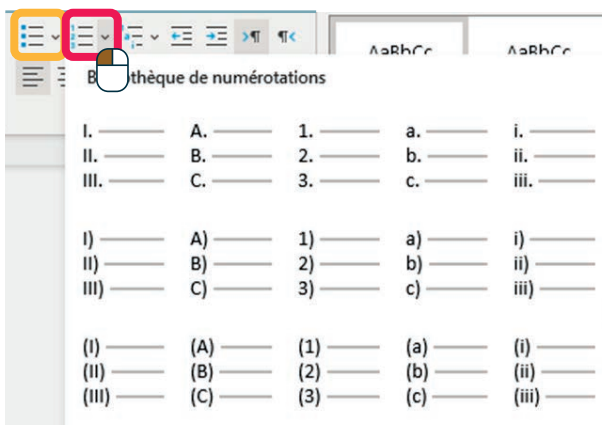 AaBbCc AaBbCc
B thèque de numérotations
I. A. 1. a. i.
II. B. 2. b. ii.
III. C. 3. c. iii.
I) A) 1) a) i)
II) B) 2) b) ii)
III) C) 3) c) iii)
(I) (A) (1) (a) (i)
(II) (B) (2) (b) (ii)
(III) (C) (3) (c) (iii)